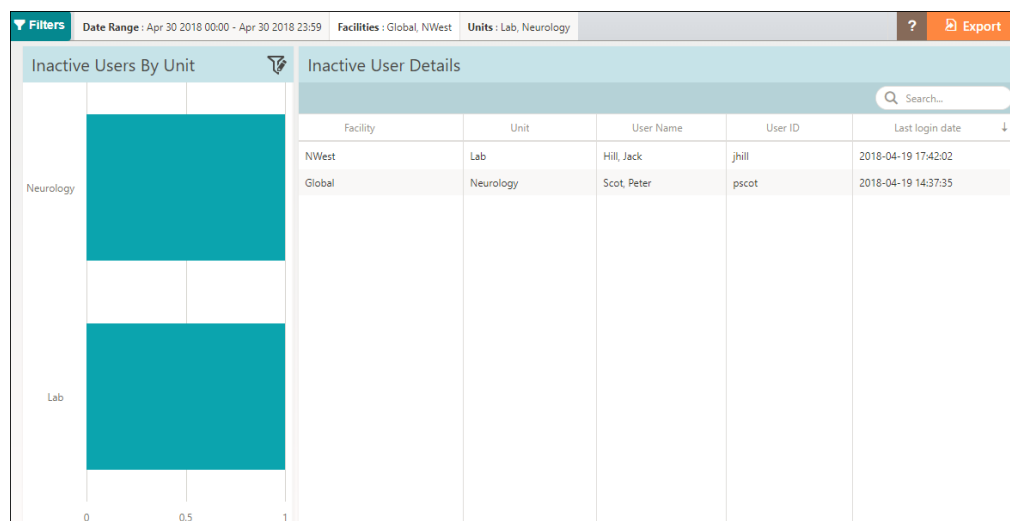 Filters Date Range : Apr 30 2018 00:00 - Apr 30 2018 23:59 Facilities : Global, NWest Units : Lab, Neurology ? Export
Inactive Users By Unit
Neurology
Lab
0 0.5 1
Inactive User Details
Search...
Facility Unit User Name User ID Last login date ↓
NWest Lab Hill, Jack jhill 2018-04-19 17:42:02
Global Neurology Scot, Peter pscot 2018-04-19 14:37:35